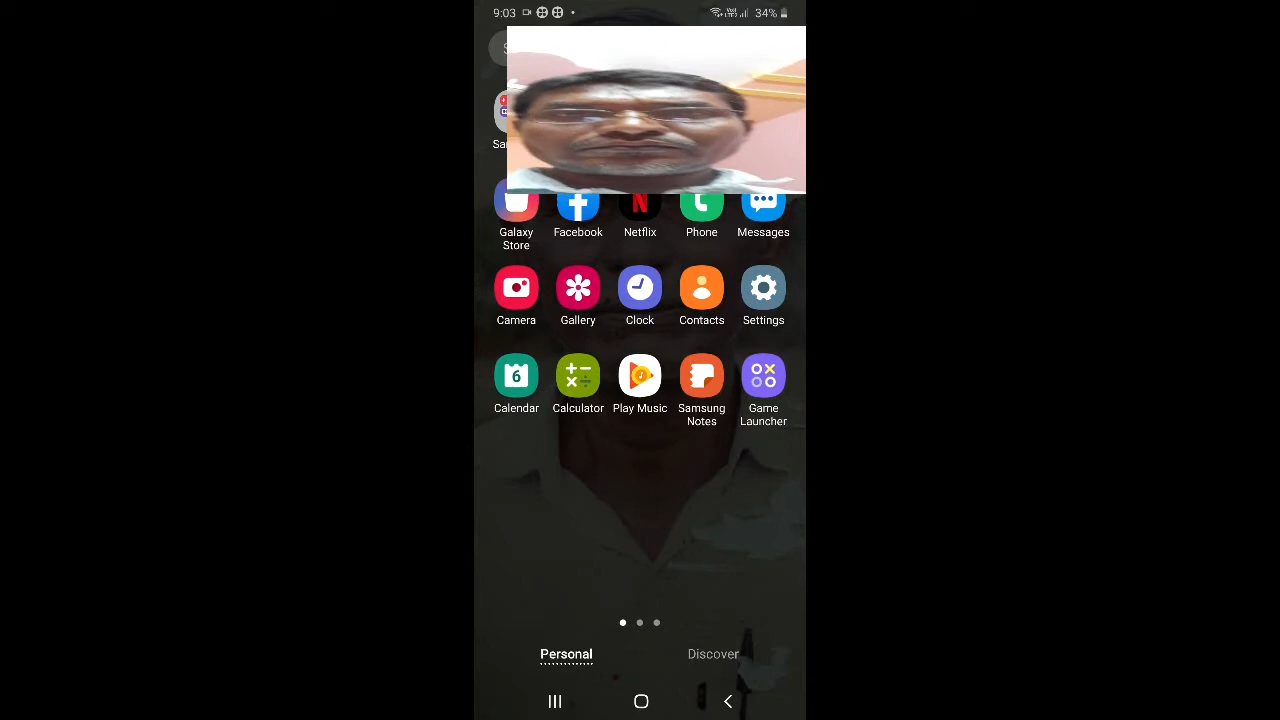 9:03
34%
S
Sa
Galaxy Store
Facebook
Netflix
Phone
Messages
Camera
Gallery
Clock
Contacts
Settings
6
Calendar
Calculator
Play Music
Samsung Notes
Game Launcher
Personal
Discover